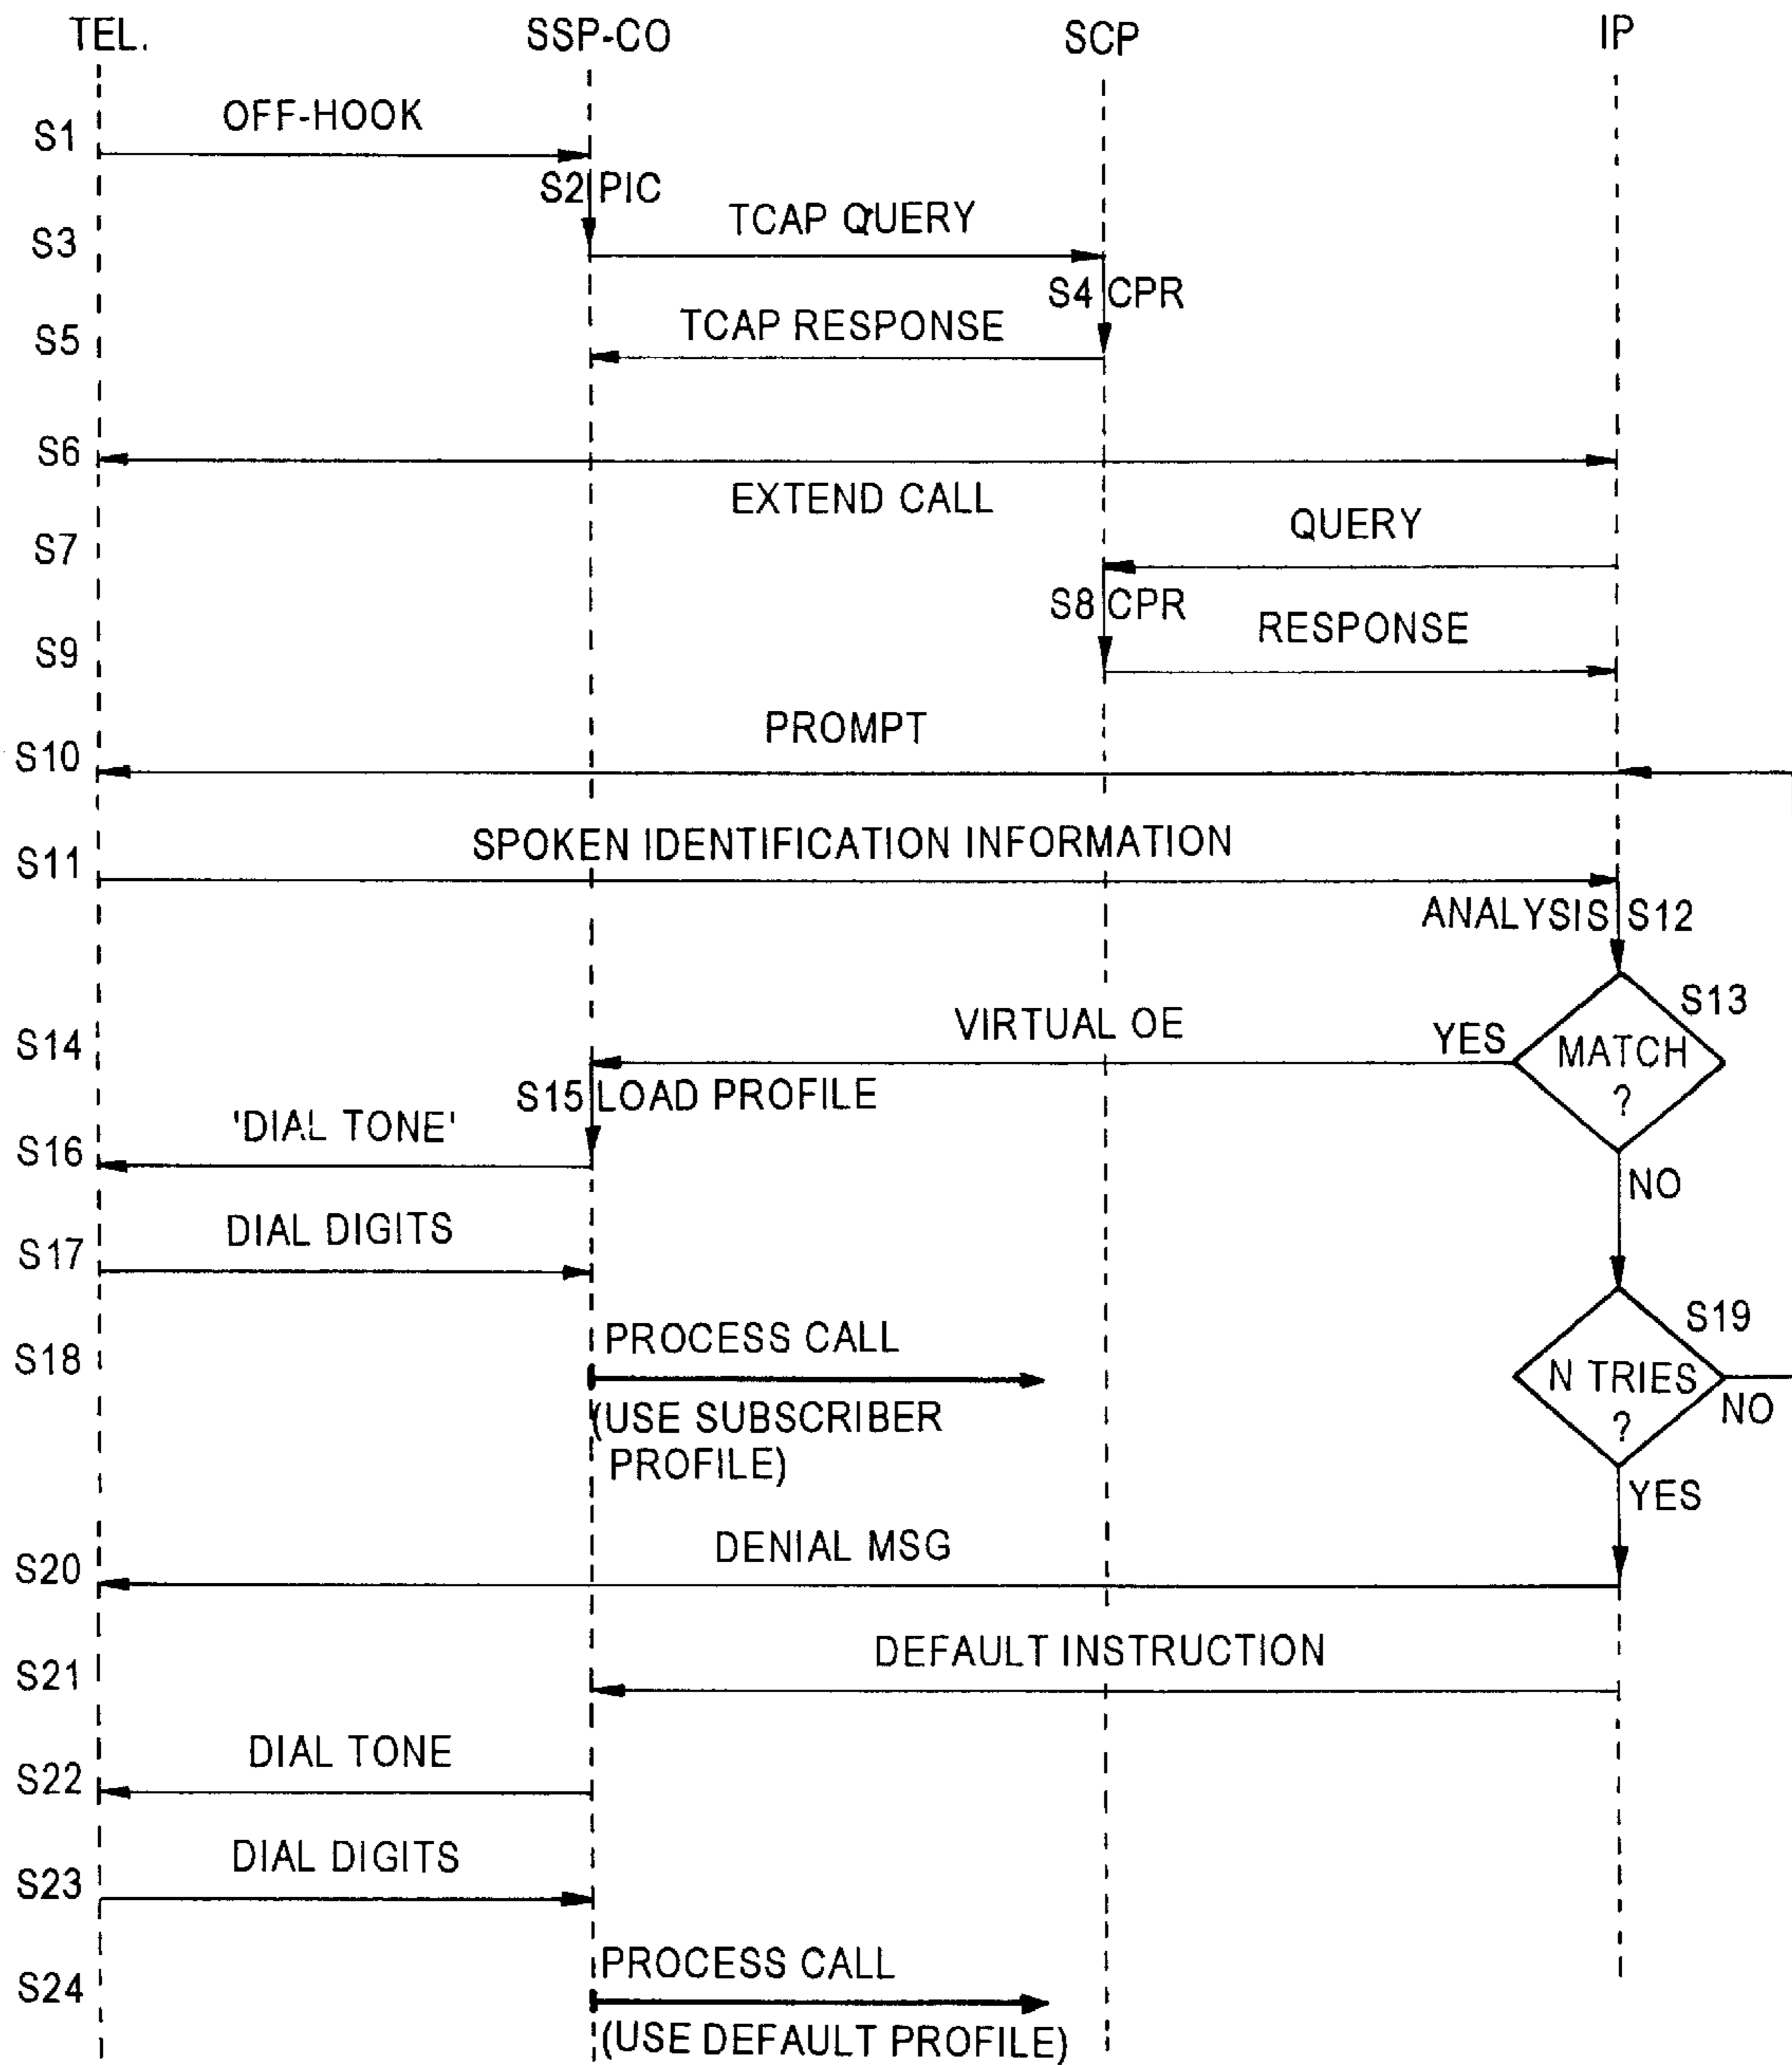 TEL. SSP-CO SCP IP
S1 OFF-HOOK
S2 PIC
S3 TCAP QUERY
S4 CPR
S5 TCAP RESPONSE
S6
EXTEND CALL
S7 QUERY
S8 CPR
S9 RESPONSE
S10 PROMPT
S11 SPOKEN IDENTIFICATION INFORMATION
ANALYSIS S12
S13
S14 VIRTUAL OE YES MATCH
?
S15 LOAD PROFILE
S16 'DIAL TONE'
NO
S17 DIAL DIGITS
S19
S18 PROCESS CALL
N TRIES
?
NO
(USE SUBSCRIBER
PROFILE)
YES
S20 DENIAL MSG
S21 DEFAULT INSTRUCTION
S22 DIAL TONE
S23 DIAL DIGITS
S24 PROCESS CALL
(USE DEFAULT PROFILE)